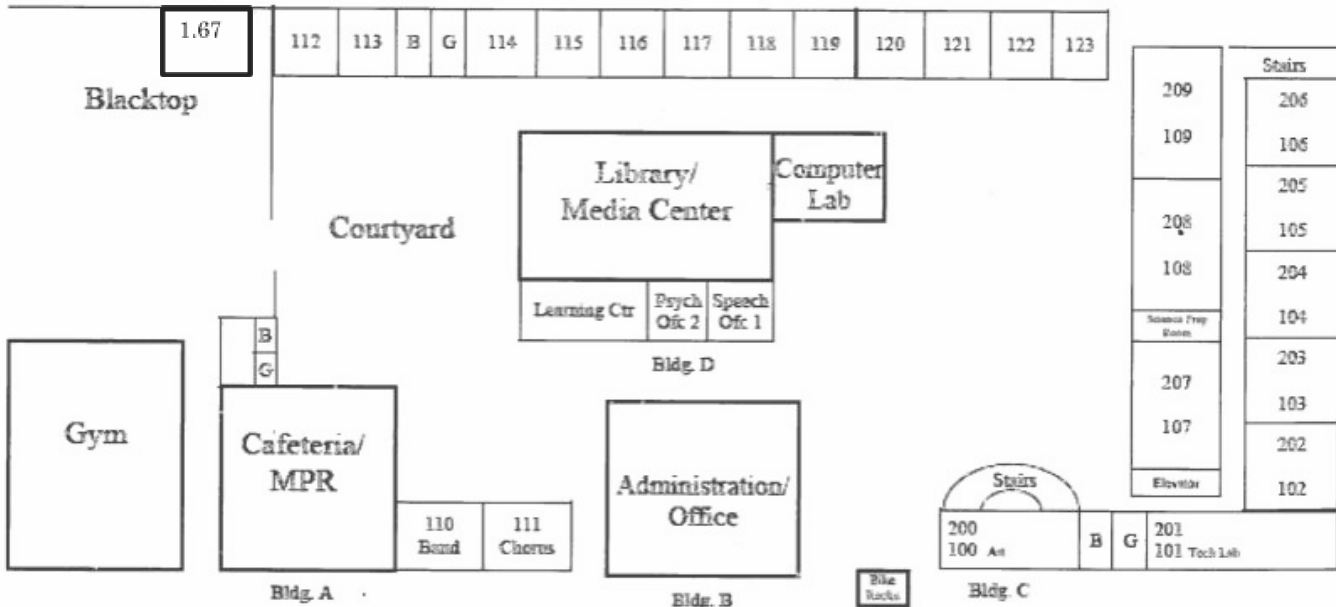 1.67
112
113
B
G
114
115
116
117
118
119
120
121
122
123
Blacktop
Library/
Media Center
Computer
Lab
Courtyard
Learning Ctr
Psych
Ofc 2
Speech
Ofc 1
Bldg. D
B
G
Gym
Cafeteria/
MPR
110
Band
111
Chorus
Bldg. A
Administration/
Office
Bldg. B
Bike
Racks
Stairs
200
100 Art
B
G
201
101 Tech Lab
Bldg. C
209
109
208
108
Science Prep
Room
207
107
Elevator
Stairs
206
106
205
105
204
104
203
103
202
102